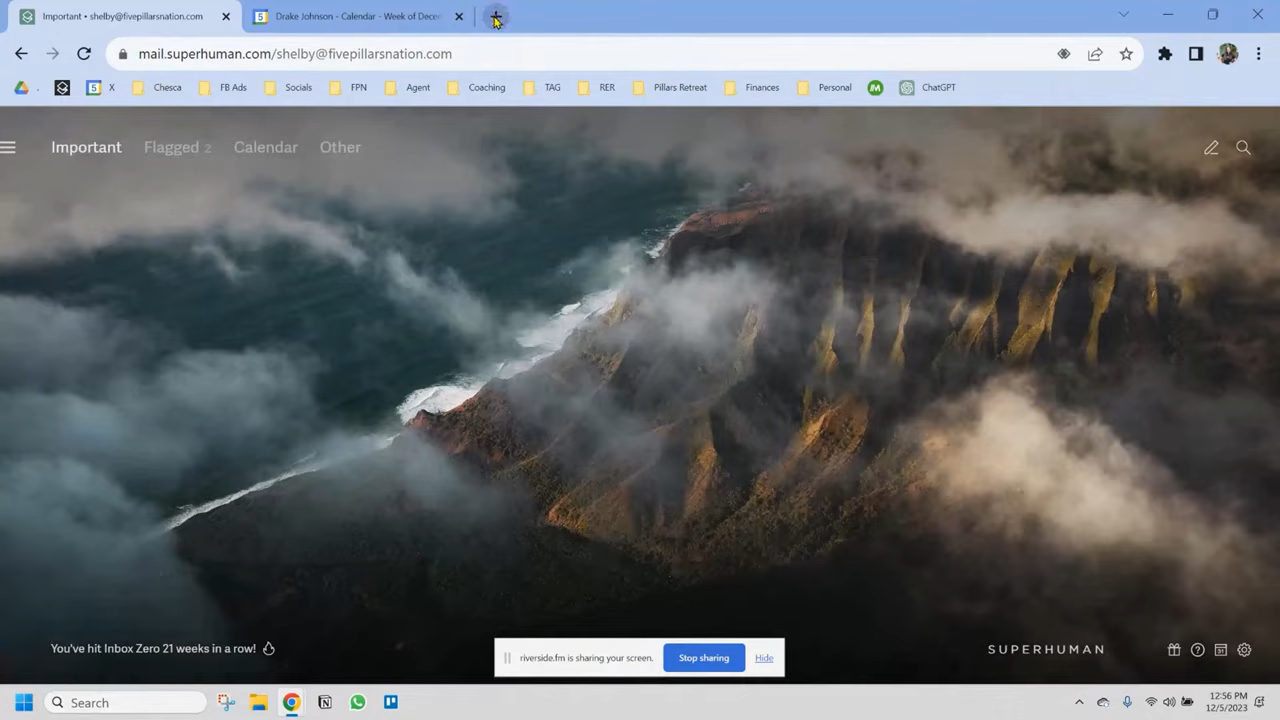 Important • shelby@fivepillarsnation.com
5 Drake Johnson - Calendar - Week of Dece
mail.superhuman.com/shelby@fivepillarsnation.com
5 X Chesca FB Ads Socials FPN Agent Coaching TAG RER Pillars Retreat Finances Personal ChatGPT
Important Flagged 2 Calendar Other
You've hit Inbox Zero 21 weeks in a row!
SUPERHUMAN
riverside.fm is sharing your screen. Stop sharing Hide
Search
12:56 PM
12/5/2023